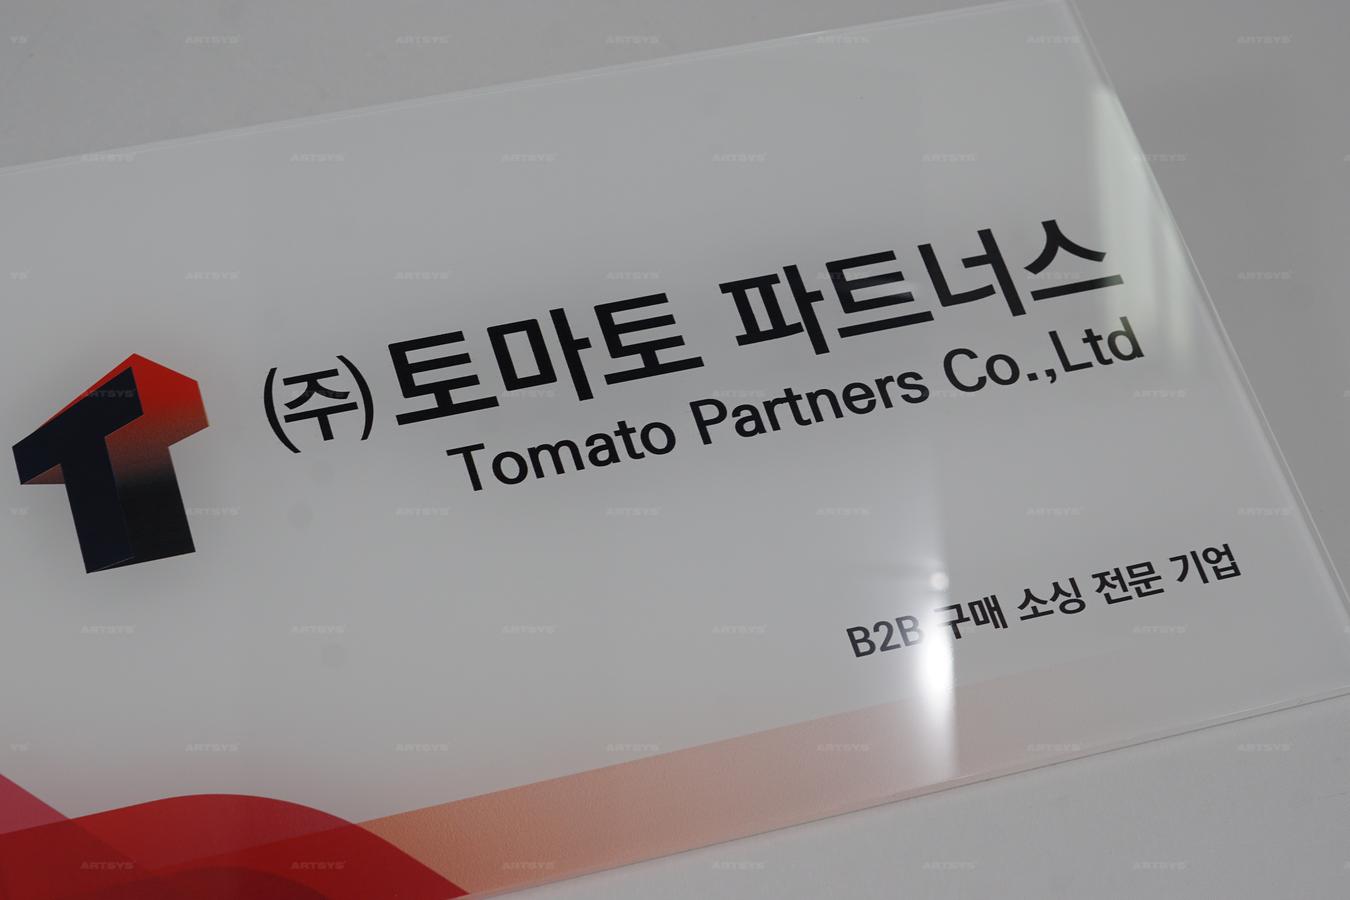 (주)토마토 파트너스
Tomato Partners Co.,Ltd
B2B 구매 소싱 전문 기업
ARTSYS